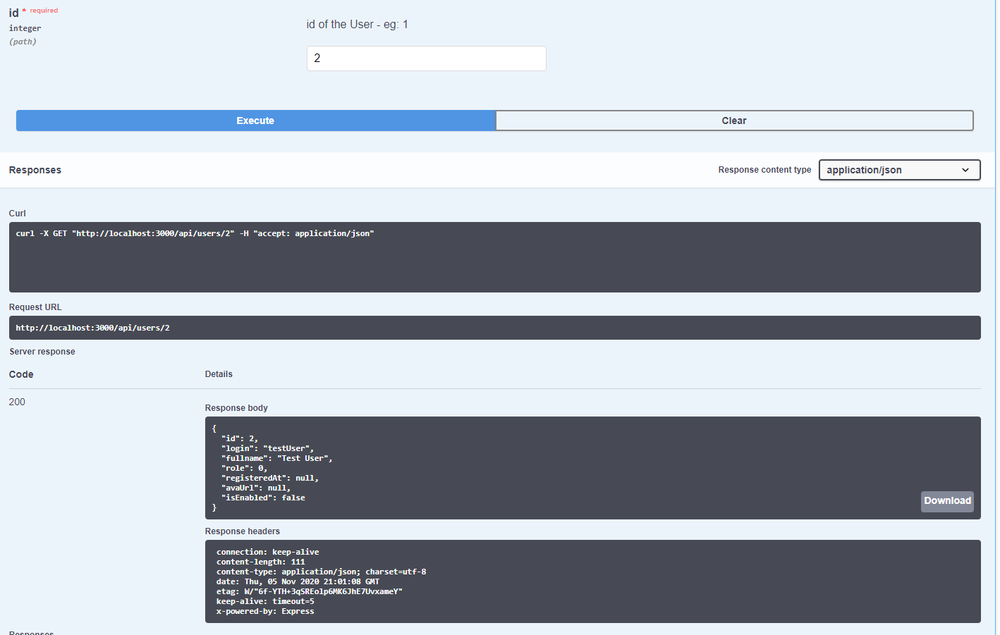 id * required
integer
(path)
id of the User - eg: 1
2
Execute
Clear
Responses
Response content type
application/json
Curl
curl -X GET "http://localhost:3000/api/users/2" -H "accept: application/json"
Request URL
http://localhost:3000/api/users/2
Server response
Code
Details
200
Response body
{
  "id": 2,
  "login": "testUser",
  "fullname": "Test User",
  "role": 0,
  "registeredAt": null,
  "avaUrl": null,
  "isEnabled": false
}
Download
Response headers
connection: keep-alive
content-length: 111
content-type: application/json; charset=utf-8
date: Thu, 05 Nov 2020 21:01:08 GMT
etag: W/"6f-YTH+3qSREolp6MK6JhE7UvxameY"
keep-alive: timeout=5
x-powered-by: Express
Responses